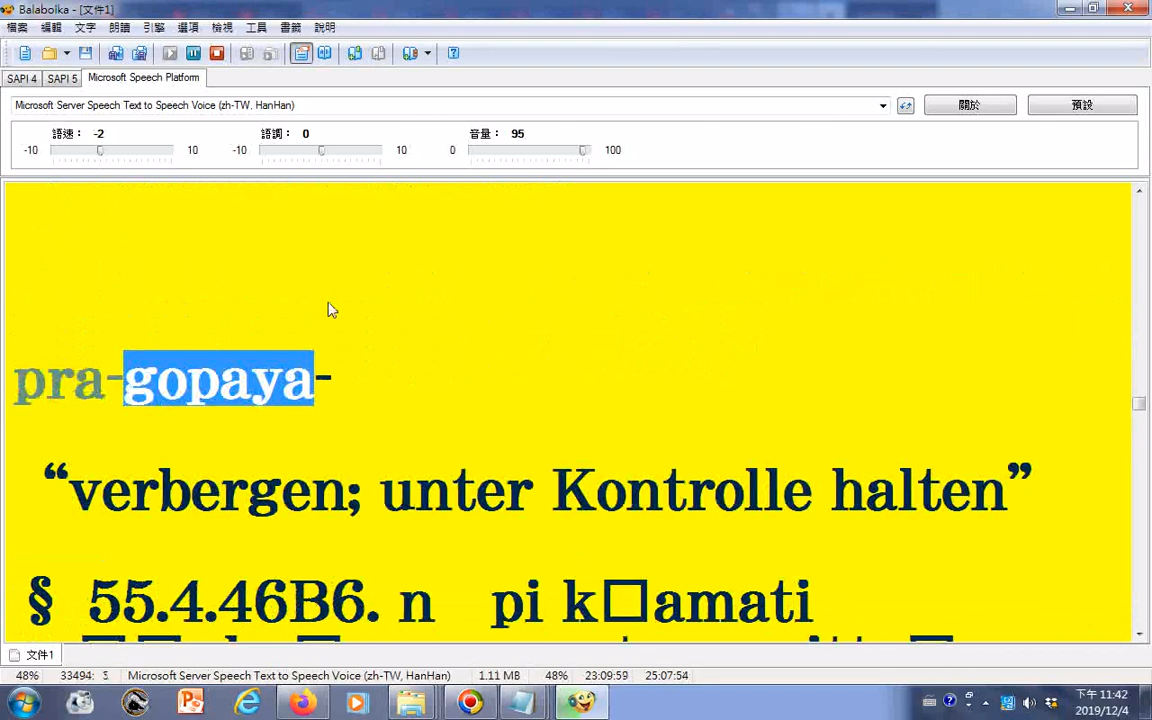 Balabolka - [文件1]
檔案 編輯 文字 朗讀 引擎 選項 檢視 工具 書籤 說明
SAPI 4 SAPI 5 Microsoft Speech Platform
Microsoft Server Speech Text to Speech Voice (zh-TW, HanHan) 關於 預設
語速： -2 語調： 0 音量： 95
-10 10 -10 10 0 100
pra-gopaya-
“verbergen; unter Kontrolle halten”
§ 55.4.46B6. n pi k□amati
文件1
48% 33494: Microsoft Server Speech Text to Speech Voice (zh-TW, HanHan) 1.11 MB 48% 23:09:59 25:07:54
下午 11:42
2019/12/4